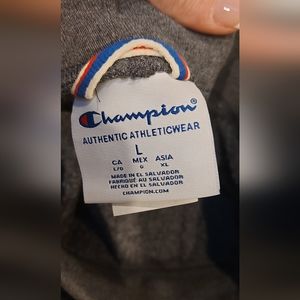 Champion
AUTHENTIC ATHLETICWEAR
L
CA MEX ASIA
L/G G XL
MADE IN EL SALVADOR
FABRIQUÉ AU SALVADOR
HECHO EN EL SALVADOR
CHAMPION.COM